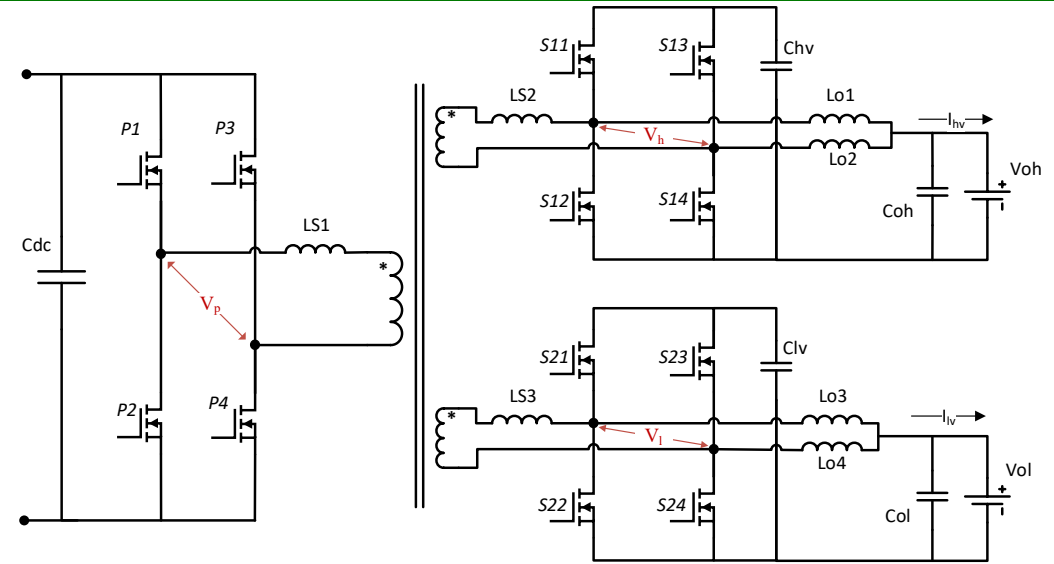 P1
P3
Cdc
LS1
*
Vp
P2
P4
S11
S13
Chv
LS2
*
Lo1
Ihv
Vh
Lo2
Voh
+
S12
S14
Coh
S21
S23
Clv
LS3
*
Lo3
Ilv
Vl
Lo4
Vol
+
S22
S24
Col